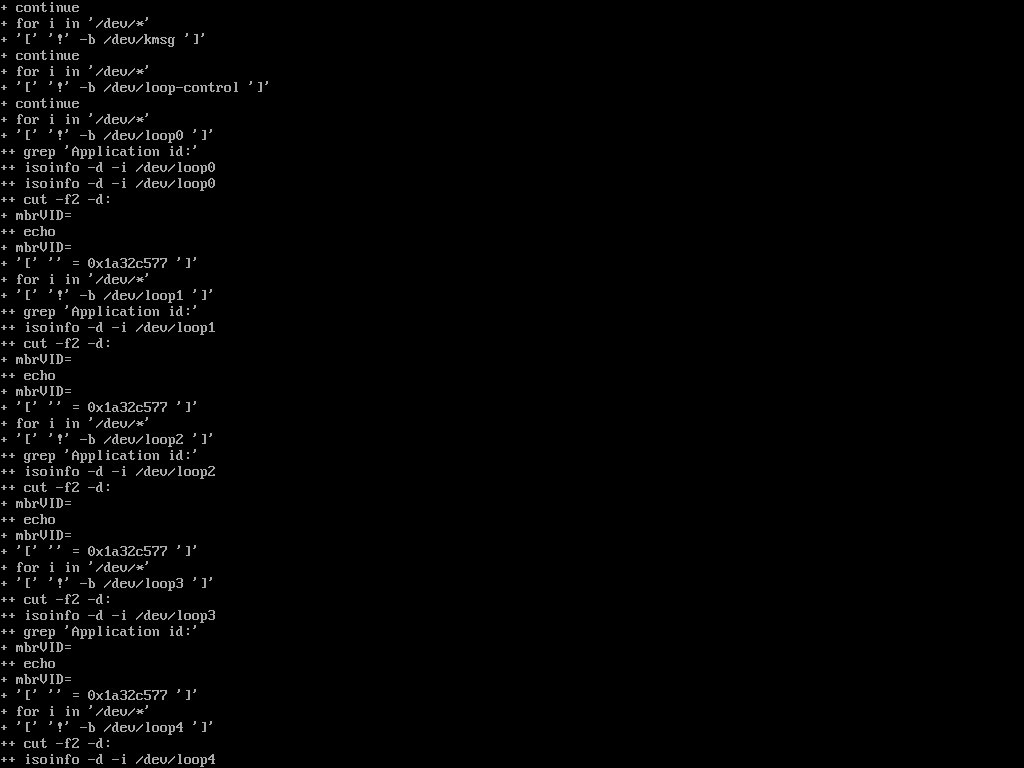 + continue
+ for i in '/dev/*'
+ '[' '!' -b /dev/kmsg ']'
+ continue
+ for i in '/dev/*'
+ '[' '!' -b /dev/loop-control ']'
+ continue
+ for i in '/dev/*'
+ '[' '!' -b /dev/loop0 ']'
++ grep 'Application id:'
++ isoinfo -d -i /dev/loop0
++ isoinfo -d -i /dev/loop0
++ cut -f2 -d:
+ mbrVID=
++ echo
+ mbrVID=
+ '[' '' = 0x1a32c577 ']'
+ for i in '/dev/*'
+ '[' '!' -b /dev/loop1 ']'
++ grep 'Application id:'
++ isoinfo -d -i /dev/loop1
++ cut -f2 -d:
+ mbrVID=
++ echo
+ mbrVID=
+ '[' '' = 0x1a32c577 ']'
+ for i in '/dev/*'
+ '[' '!' -b /dev/loop2 ']'
++ grep 'Application id:'
++ isoinfo -d -i /dev/loop2
++ cut -f2 -d:
+ mbrVID=
++ echo
+ mbrVID=
+ '[' '' = 0x1a32c577 ']'
+ for i in '/dev/*'
+ '[' '!' -b /dev/loop3 ']'
++ cut -f2 -d:
++ isoinfo -d -i /dev/loop3
++ grep 'Application id:'
+ mbrVID=
++ echo
+ mbrVID=
+ '[' '' = 0x1a32c577 ']'
+ for i in '/dev/*'
+ '[' '!' -b /dev/loop4 ']'
++ cut -f2 -d:
++ isoinfo -d -i /dev/loop4